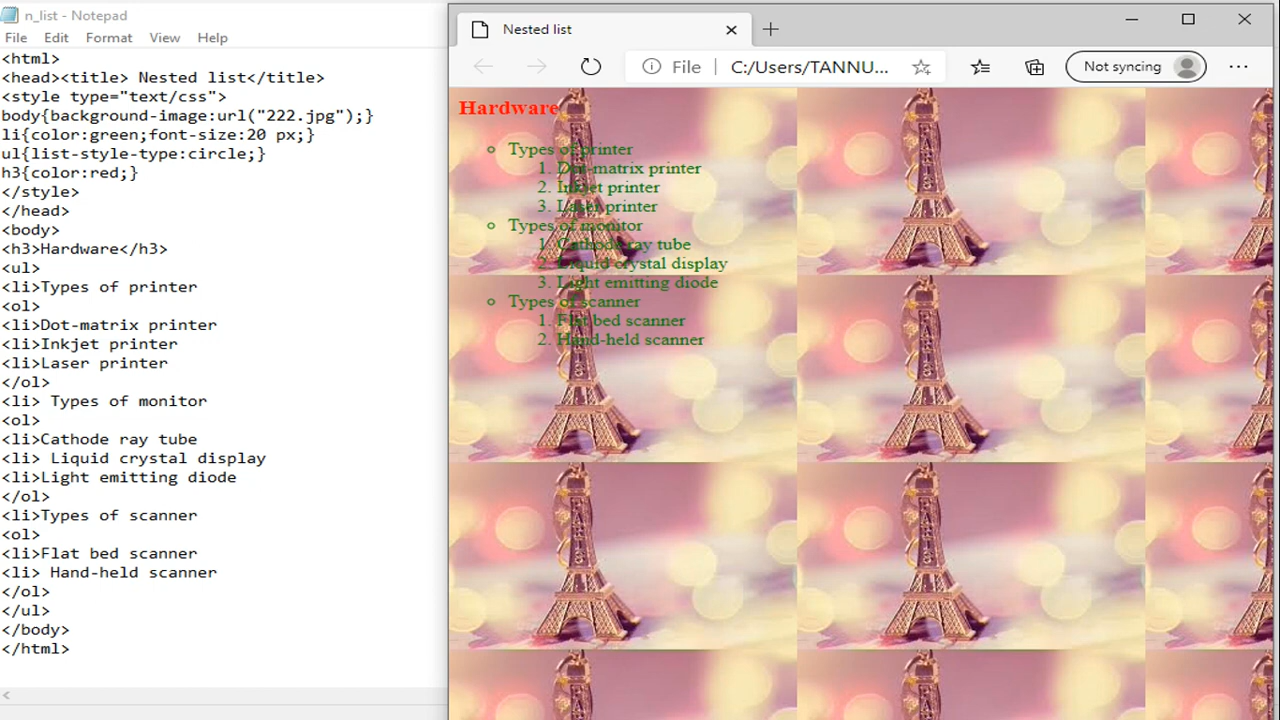 n_list - Notepad
File Edit Format View Help
<html>
<head><title> Nested list</title>
<style type="text/css">
body{background-image:url("222.jpg");}
li{color:green;font-size:20 px;}
ul{list-style-type:circle;}
h3{color:red;}
</style>
</head>
<body>
<h3>Hardware</h3>
<ul>
<li>Types of printer
<ol>
<li>Dot-matrix printer
<li>Inkjet printer
<li>Laser printer
</ol>
<li> Types of monitor
<ol>
<li>Cathode ray tube
<li> Liquid crystal display
<li>Light emitting diode
</ol>
<li>Types of scanner
<ol>
<li>Flat bed scanner
<li> Hand-held scanner
</ol>
</ul>
</body>
</html>
Nested list
File | C:/Users/TANNU... Not syncing
Hardware
Types of printer
1. Dot-matrix printer
2. Inkjet printer
3. Laser printer
Types of monitor
1. Cathode ray tube
2. Liquid crystal display
3. Light emitting diode
Types of scanner
1. Flat bed scanner
2. Hand-held scanner
PARIS
PARIS
PARIS
PARIS
PARIS
PARIS